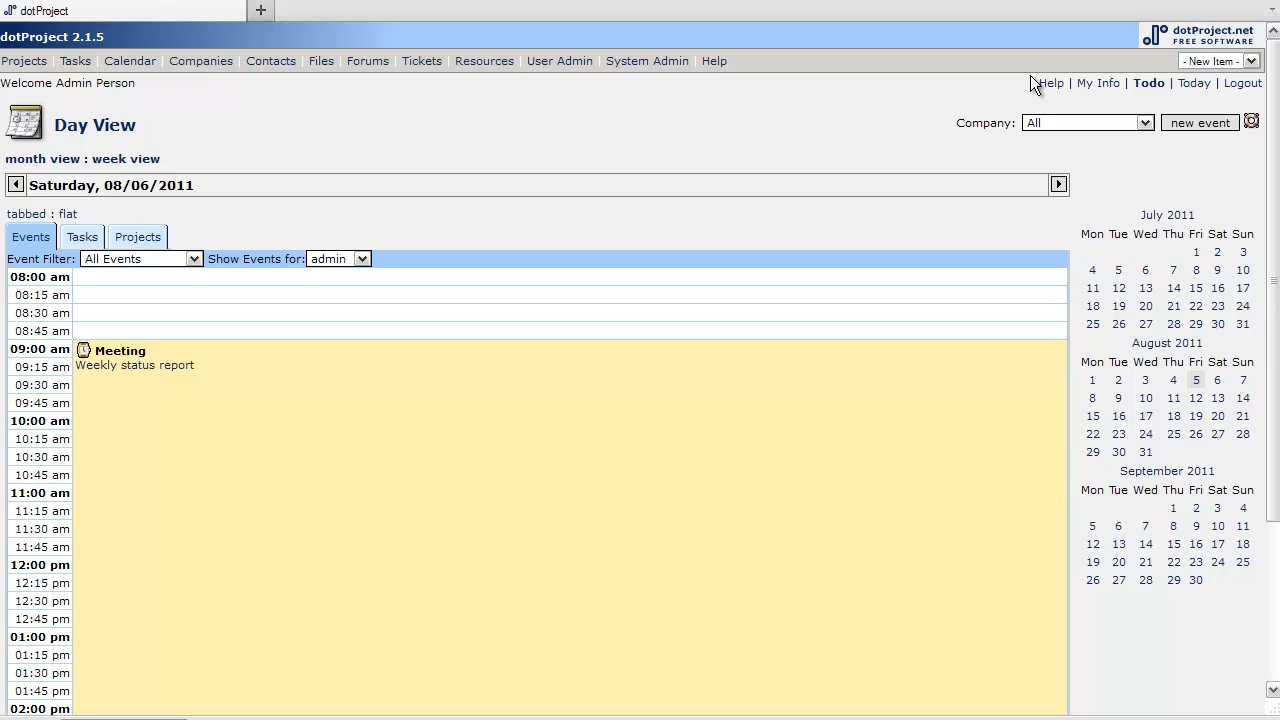 dotProject
+
dotProject 2.1.5
dotProject.net
FREE SOFTWARE
Projects Tasks Calendar Companies Contacts Files Forums Tickets Resources User Admin System Admin Help
- New Item -
Welcome Admin Person
Help | My Info | Todo | Today | Logout
Day View
Company: All new event
month view : week view
Saturday, 08/06/2011
tabbed : flat
Events Tasks Projects
Event Filter: All Events Show Events for: admin
08:00 am
08:15 am
08:30 am
08:45 am
09:00 am Meeting
09:15 am Weekly status report
09:30 am
09:45 am
10:00 am
10:15 am
10:30 am
10:45 am
11:00 am
11:15 am
11:30 am
11:45 am
12:00 pm
12:15 pm
12:30 pm
12:45 pm
01:00 pm
01:15 pm
01:30 pm
01:45 pm
02:00 pm
July 2011
Mon Tue Wed Thu Fri Sat Sun
1 2 3
4 5 6 7 8 9 10
11 12 13 14 15 16 17
18 19 20 21 22 23 24
25 26 27 28 29 30 31
August 2011
Mon Tue Wed Thu Fri Sat Sun
1 2 3 4 5 6 7
8 9 10 11 12 13 14
15 16 17 18 19 20 21
22 23 24 25 26 27 28
29 30 31
September 2011
Mon Tue Wed Thu Fri Sat Sun
1 2 3 4
5 6 7 8 9 10 11
12 13 14 15 16 17 18
19 20 21 22 23 24 25
26 27 28 29 30